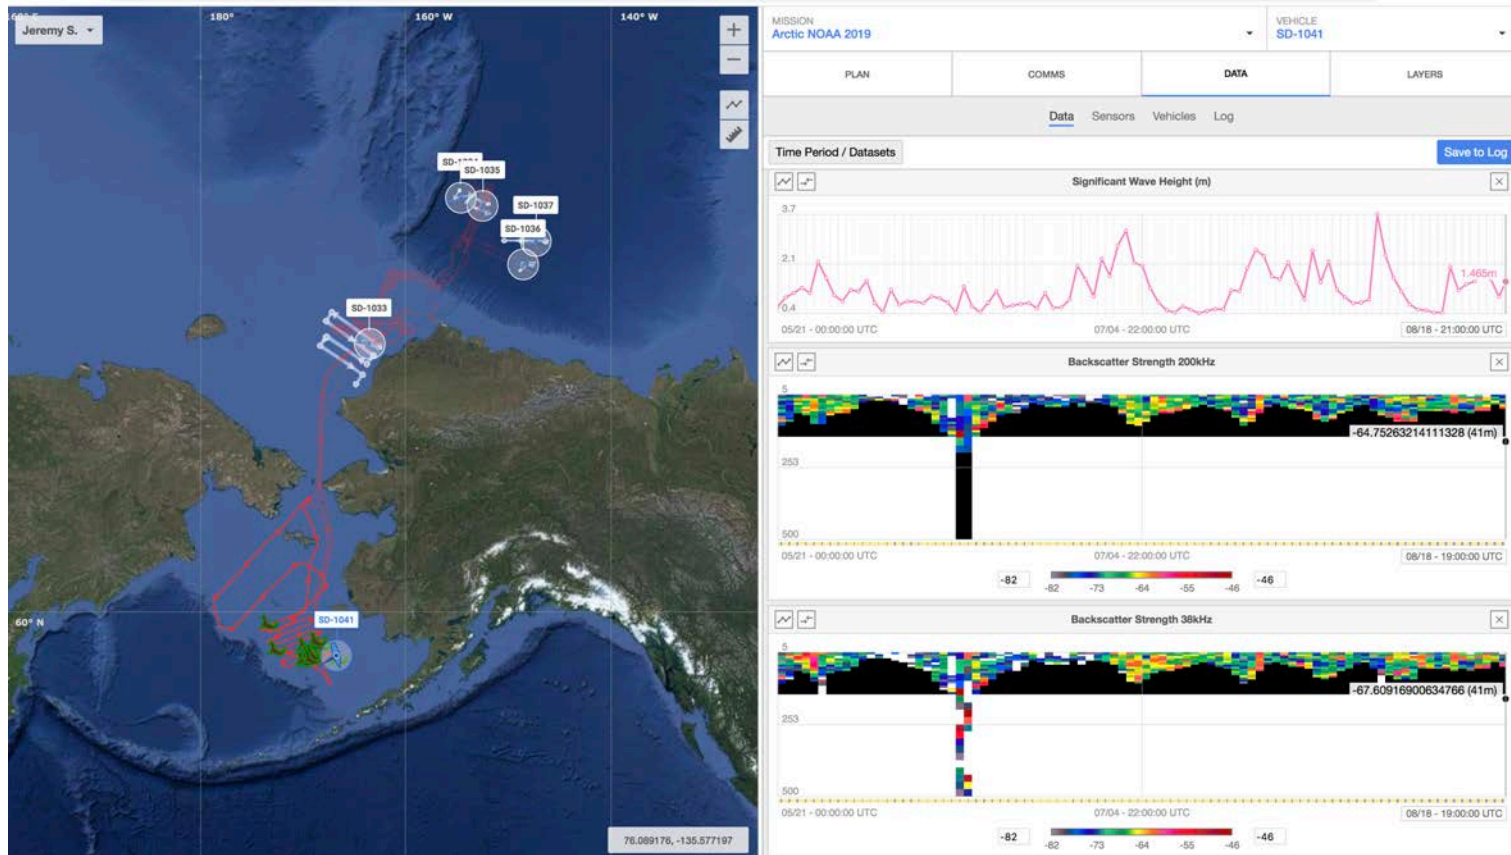 180°
160° W
140° W
Jeremy S.
SD-1035
SD-1037
SD-1036
SD-1033
60° N
SD-1041
76.089176, -135.577197
MISSION
Arctic NOAA 2019
VEHICLE
SD-1041
PLAN
COMMS
DATA
LAYERS
Data
Sensors
Vehicles
Log
Time Period / Datasets
Save to Log
Significant Wave Height (m)
3.7
2.1
1.465m
0.4
05/21 - 00:00:00 UTC
07/04 - 22:00:00 UTC
08/18 - 21:00:00 UTC
Backscatter Strength 200kHz
5
-64.75263214111328 (41m)
253
500
05/21 - 00:00:00 UTC
07/04 - 22:00:00 UTC
08/18 - 19:00:00 UTC
-82
-82
-73
-64
-55
-46
-46
Backscatter Strength 38kHz
5
-67.60916900634766 (41m)
253
500
05/21 - 00:00:00 UTC
07/04 - 22:00:00 UTC
08/18 - 19:00:00 UTC
-82
-82
-73
-64
-55
-46
-46